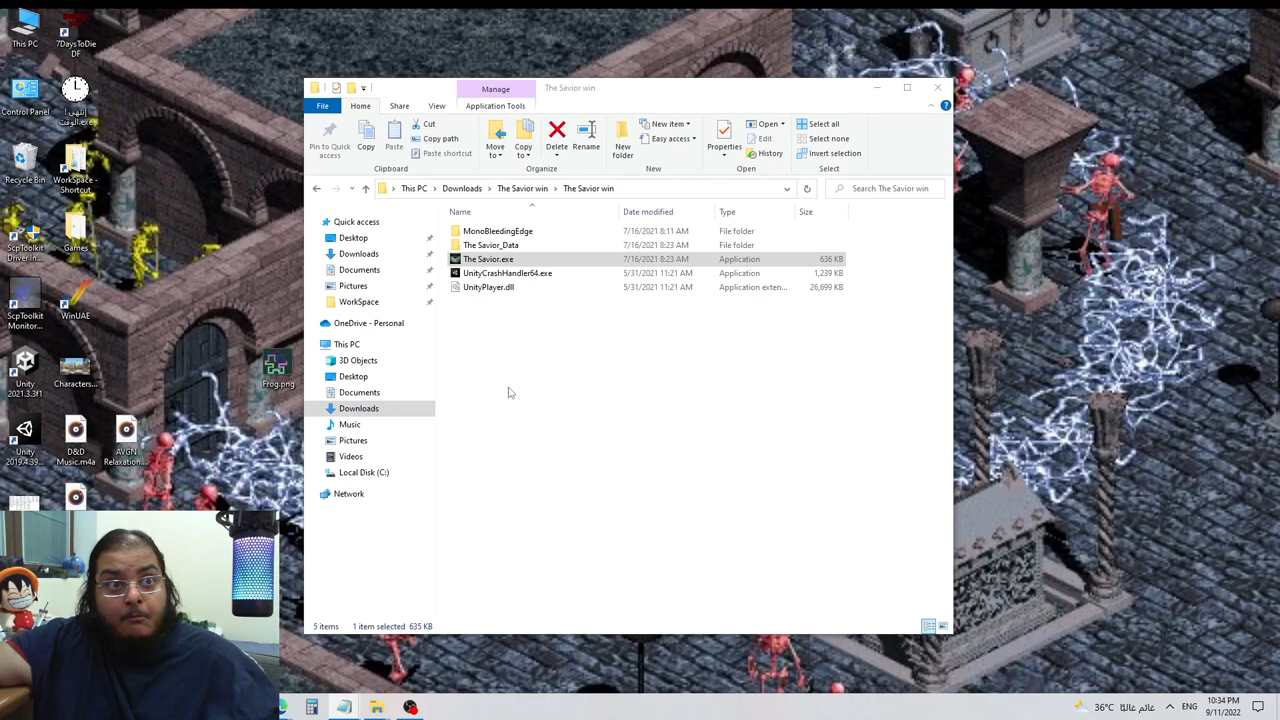 This PC
7DaysToDie
DF
Control Panel
إنتهى !
الوقت.exe
Recycle Bin
WorkSpace -
Shortcut
ScpToolkit
Driver In...
Games
ScpToolkit
Monitor...
WinUAE
Unity
2021.3.3f1
Characters...
Frog.png
Unity
2019.4.39...
D&D
Music.m4a
AVGN
Relaxation...
Manage
The Savior win
File
Home
Share
View
Application Tools
Pin to Quick
access
Copy
Paste
Cut
Copy path
Paste shortcut
Clipboard
Move
to
Copy
to
Delete
Rename
Organize
New
folder
New item
Easy access
New
Properties
Open
Edit
History
Open
Select all
Select none
Invert selection
Select
This PC
Downloads
The Savior win
The Savior win
Search The Savior win
Name
Date modified
Type
Size
MonoBleedingEdge 7/16/2021 8:11 AM File folder
The Savior_Data 7/16/2021 8:23 AM File folder
The Savior.exe 7/16/2021 8:23 AM Application 636 KB
UnityCrashHandler64.exe 5/31/2021 11:21 AM Application 1,239 KB
UnityPlayer.dll 5/31/2021 11:21 AM Application exten... 26,699 KB
Quick access
Desktop
Downloads
Documents
Pictures
WorkSpace
OneDrive - Personal
This PC
3D Objects
Desktop
Documents
Downloads
Music
Pictures
Videos
Local Disk (C:)
Network
5 items
1 item selected 635 KB
36°C غائم غالبًا
ENG
10:34 PM
9/11/2022